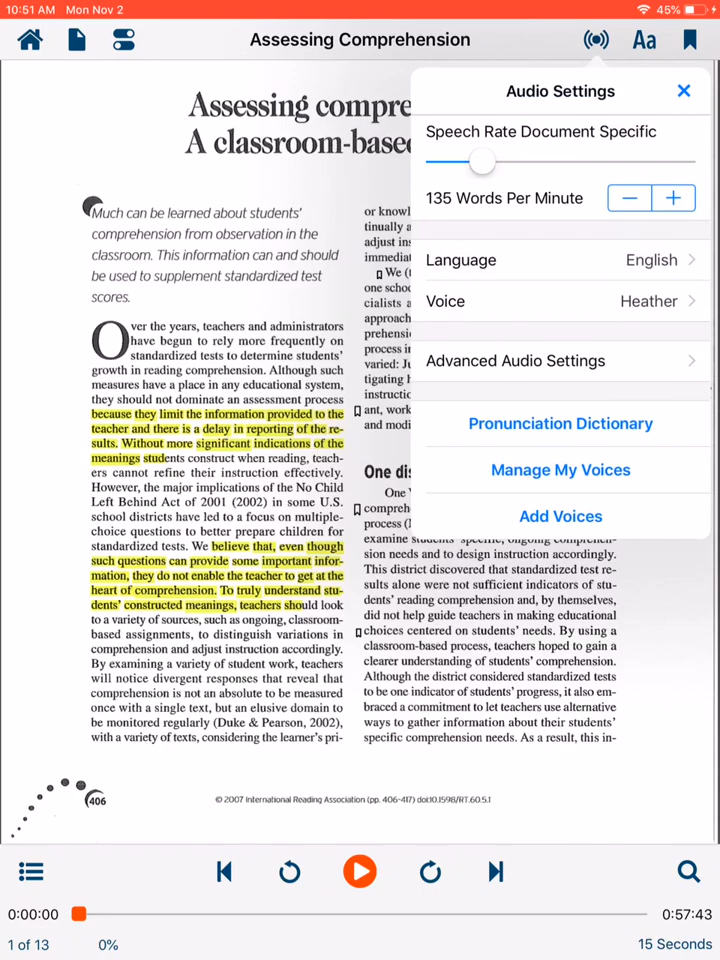 10:51 AM Mon Nov 2
45%
Assessing Comprehension
Aa
Assessing compre
A classroom-base
Much can be learned about students'
comprehension from observation in the
classroom. This information can and should
be used to supplement standardized test
scores.
Over the years, teachers and administrators
have begun to rely more frequently on
standardized tests to determine students'
growth in reading comprehension. Although such
measures have a place in any educational system,
they should not dominate an assessment process
because they limit the information provided to the
teacher and there is a delay in reporting of the re-
sults. Without more significant indications of the
meanings students construct when reading, teach-
ers cannot refine their instruction effectively.
However, the major implications of the No Child
Left Behind Act of 2001 (2002) in some U.S.
school districts have led to a focus on multiple-
choice questions to better prepare children for
standardized tests. We believe that, even though
such questions can provide some important infor-
mation, they do not enable the teacher to get at the
heart of comprehension. To truly understand stu-
dents' constructed meanings, teachers should look
to a variety of sources, such as ongoing, classroom-
based assignments, to distinguish variations in
comprehension and adjust instruction accordingly.
By examining a variety of student work, teachers
will notice divergent responses that reveal that
comprehension is not an absolute to be measured
once with a single text, but an elusive domain to
be monitored regularly (Duke & Pearson, 2002),
with a variety of texts, considering the learner's pri-
or knowl
tinually a
adjust ins
immediat
We (
one schoo
cialists a
approach
prehensi
process i
varied: Ju
tigating h
instructio
ant, work
and modi
One dis
One
compreh
process (
examine students' specific, ongoing comprehen-
sion needs and to design instruction accordingly.
This district discovered that standardized test re-
sults alone were not sufficient indicators of stu-
dents' reading comprehension and, by themselves,
did not help guide teachers in making educational
choices centered on students' needs. By using a
classroom-based process, teachers hoped to gain a
clearer understanding of students' comprehension.
Although the district considered standardized tests
to be one indicator of students' progress, it also em-
braced a commitment to let teachers use alternative
ways to gather information about their students'
specific comprehension needs. As a result, this in-
406
© 2007 International Reading Association (pp. 406-417) doi:10.1598/RT.60.5.1
Audio Settings
Speech Rate Document Specific
135 Words Per Minute
Language English
Voice Heather
Advanced Audio Settings
Pronunciation Dictionary
Manage My Voices
Add Voices
0:00:00
0:57:43
1 of 13 0%
15 Seconds